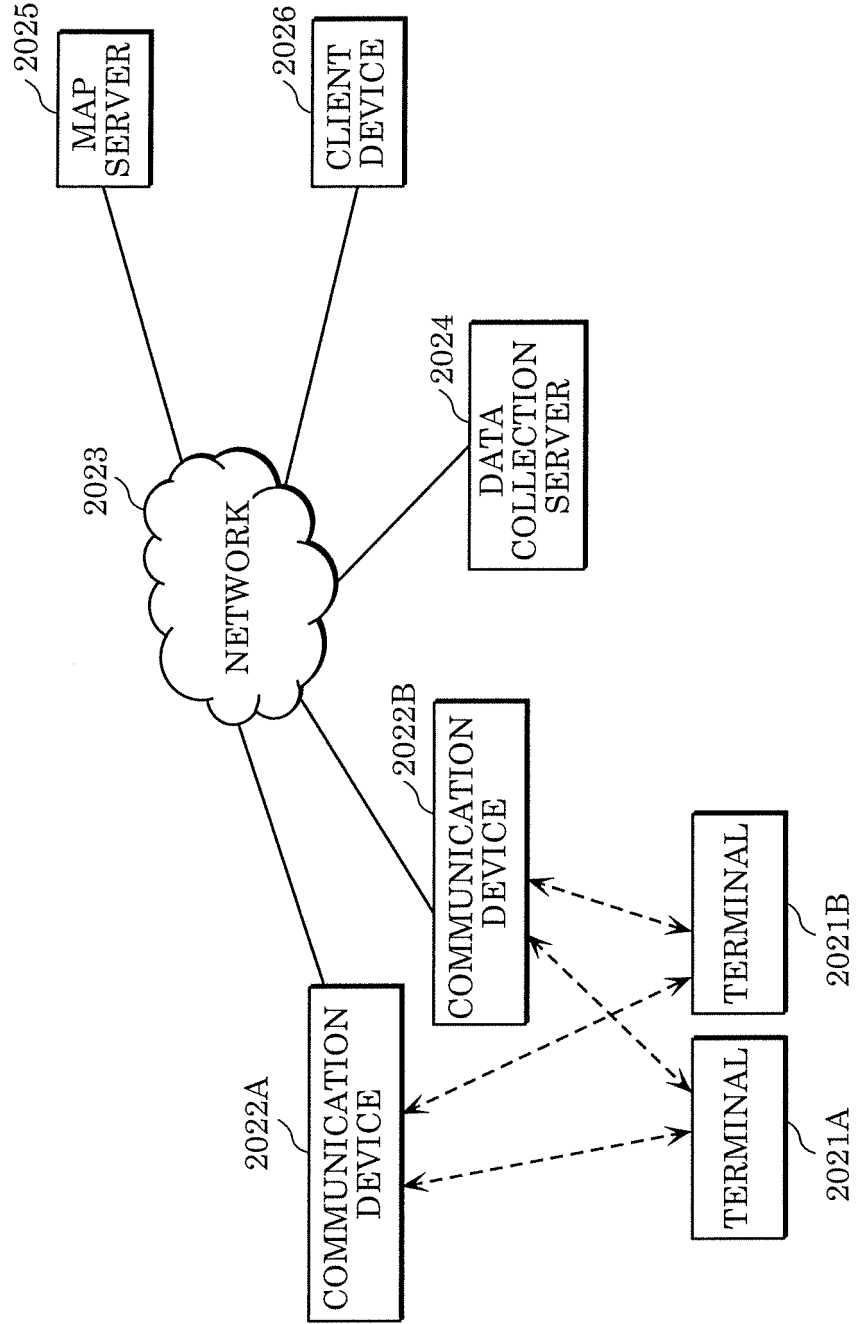 2025
MAP
SERVER
2026
CLIENT
DEVICE
2023
NETWORK
2024
DATA
COLLECTION
SERVER
2022A
COMMUNICATION
DEVICE
2022B
COMMUNICATION
DEVICE
TERMINAL
2021A
TERMINAL
2021B